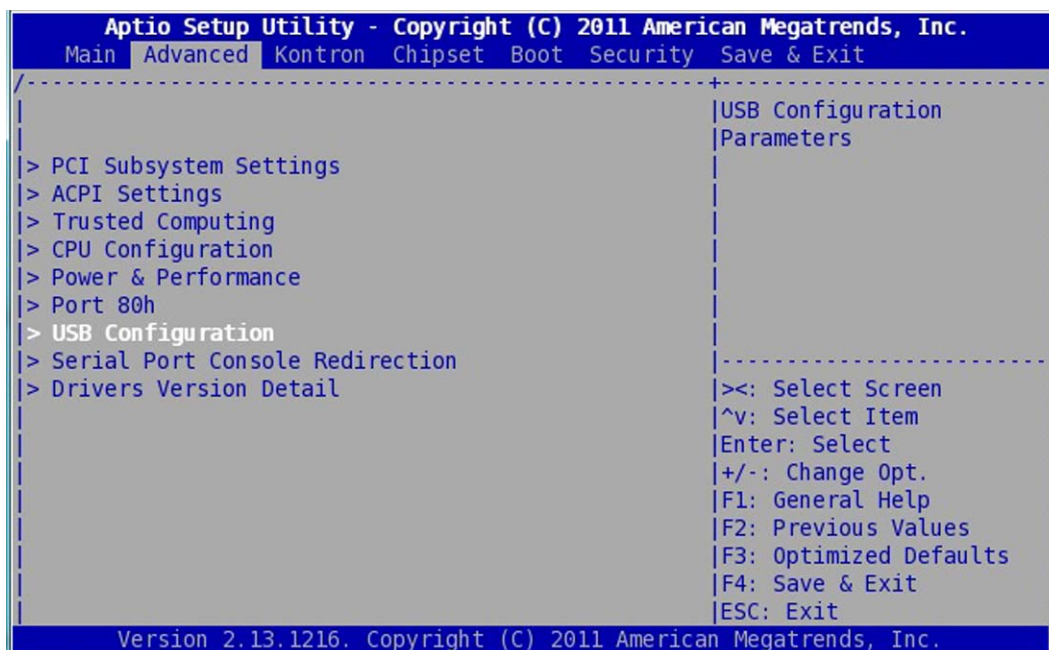 Aptio Setup Utility - Copyright (C) 2011 American Megatrends, Inc.
Main Advanced Kontron Chipset Boot Security Save & Exit
> PCI Subsystem Settings
> ACPI Settings
> Trusted Computing
> CPU Configuration
> Power & Performance
> Port 80h
> USB Configuration
> Serial Port Console Redirection
> Drivers Version Detail
USB Configuration
Parameters
><: Select Screen
^v: Select Item
Enter: Select
+/-: Change Opt.
F1: General Help
F2: Previous Values
F3: Optimized Defaults
F4: Save & Exit
ESC: Exit
Version 2.13.1216. Copyright (C) 2011 American Megatrends, Inc.